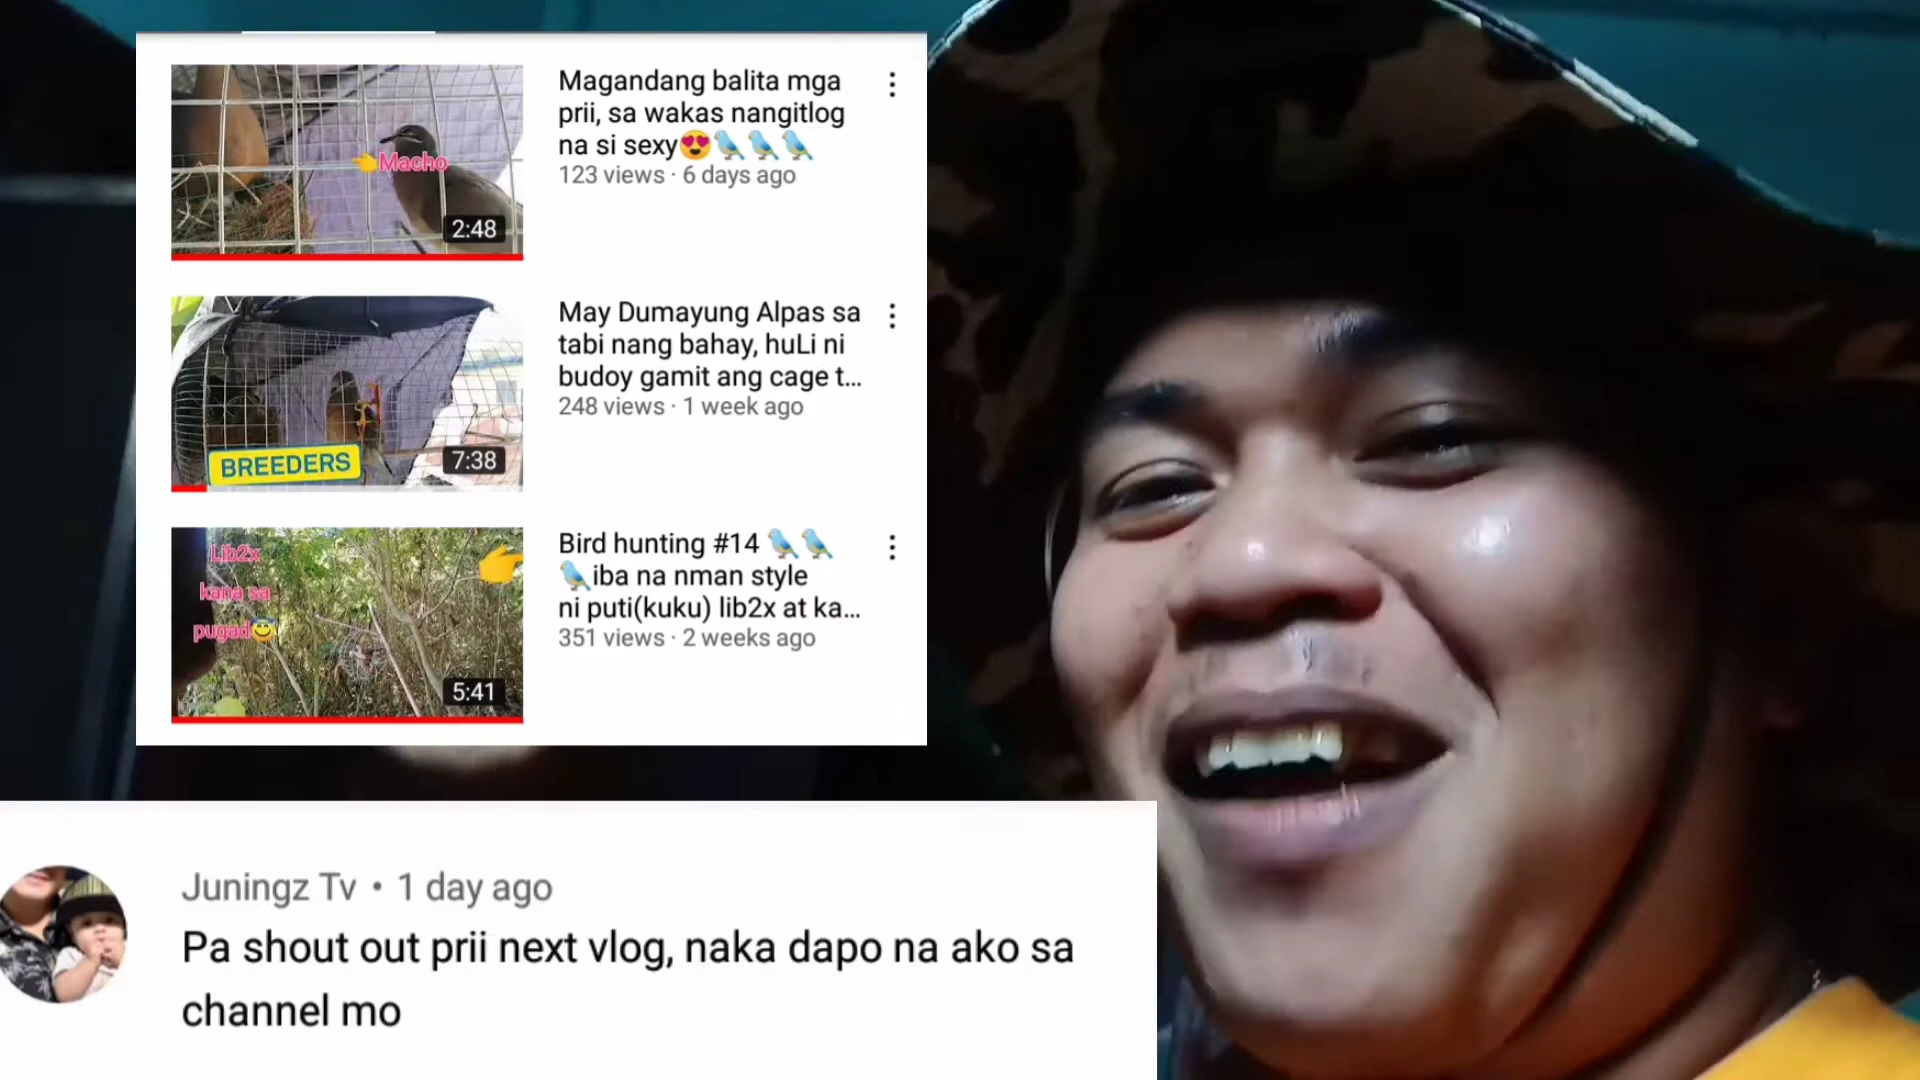 Macho
2:48
Magandang balita mga
prii, sa wakas nangitlog
na si sexy😍🐦🐦🐦
123 views · 6 days ago
BREEDERS
7:38
May Dumayung Alpas sa
tabi nang bahay, huLi ni
budoy gamit ang cage t...
248 views · 1 week ago
Lib2x
kana sa
pugad😇
5:41
Bird hunting #14 🐦🐦
🐦iba na nman style
ni puti(kuku) lib2x at ka...
351 views · 2 weeks ago
Juningz Tv • 1 day ago
Pa shout out prii next vlog, naka dapo na ako sa
channel mo